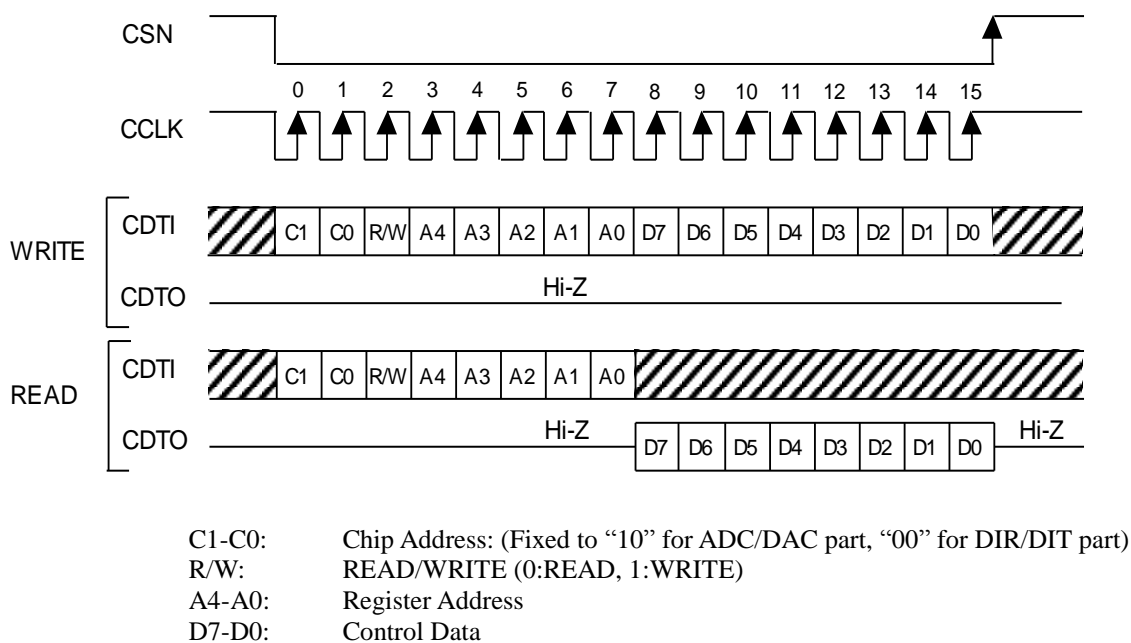 CSN
0 1 2 3 4 5 6 7 8 9 10 11 12 13 14 15
CCLK
WRITE
CDTI C1 C0 R/W A4 A3 A2 A1 A0 D7 D6 D5 D4 D3 D2 D1 D0
CDTO Hi-Z
READ
CDTI C1 C0 R/W A4 A3 A2 A1 A0
CDTO Hi-Z D7 D6 D5 D4 D3 D2 D1 D0 Hi-Z
C1-C0: Chip Address: (Fixed to “10” for ADC/DAC part, “00” for DIR/DIT part)
R/W: READ/WRITE (0:READ, 1:WRITE)
A4-A0: Register Address
D7-D0: Control Data